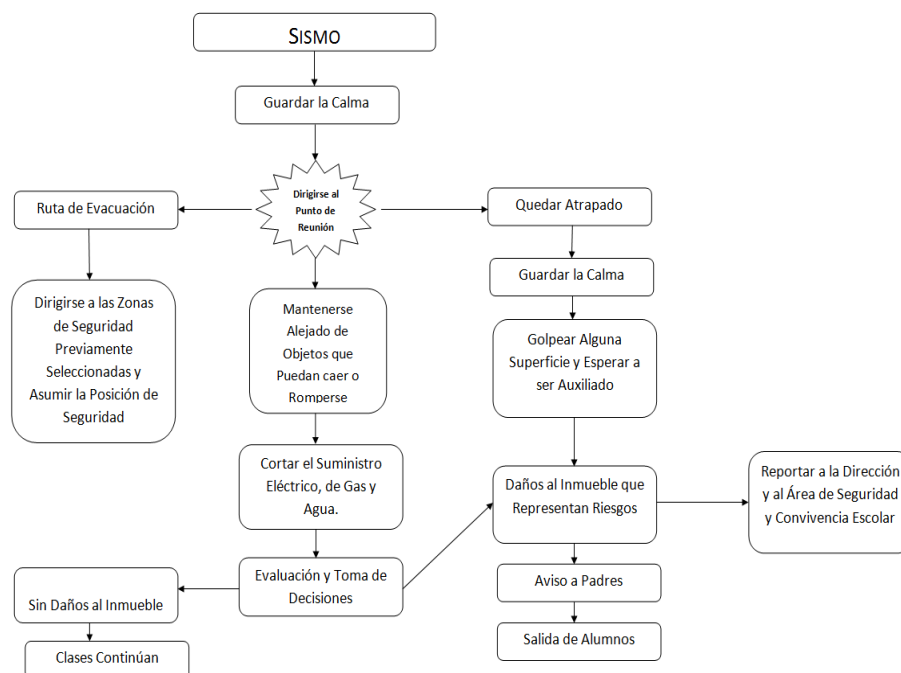 SISMO
Guardar la Calma
Dirigirse al
Punto de
Reunión
Ruta de Evacuación
Quedar Atrapado
Dirigirse a las Zonas
de Seguridad
Previamente
Seleccionadas y
Asumir la Posición de
Seguridad
Mantenerse
Alejado de
Objetos que
Puedan caer o
Romperse
Guardar la Calma
Golpear Alguna
Superficie y Esperar a
ser Auxiliado
Cortar el Suministro
Eléctrico, de Gas y
Agua.
Daños al Inmueble que
Representan Riesgos
Reportar a la Dirección
y al Área de Seguridad
y Convivencia Escolar
Evaluación y Toma de
Decisiones
Aviso a Padres
Sin Daños al Inmueble
Salida de Alumnos
Clases Continúan